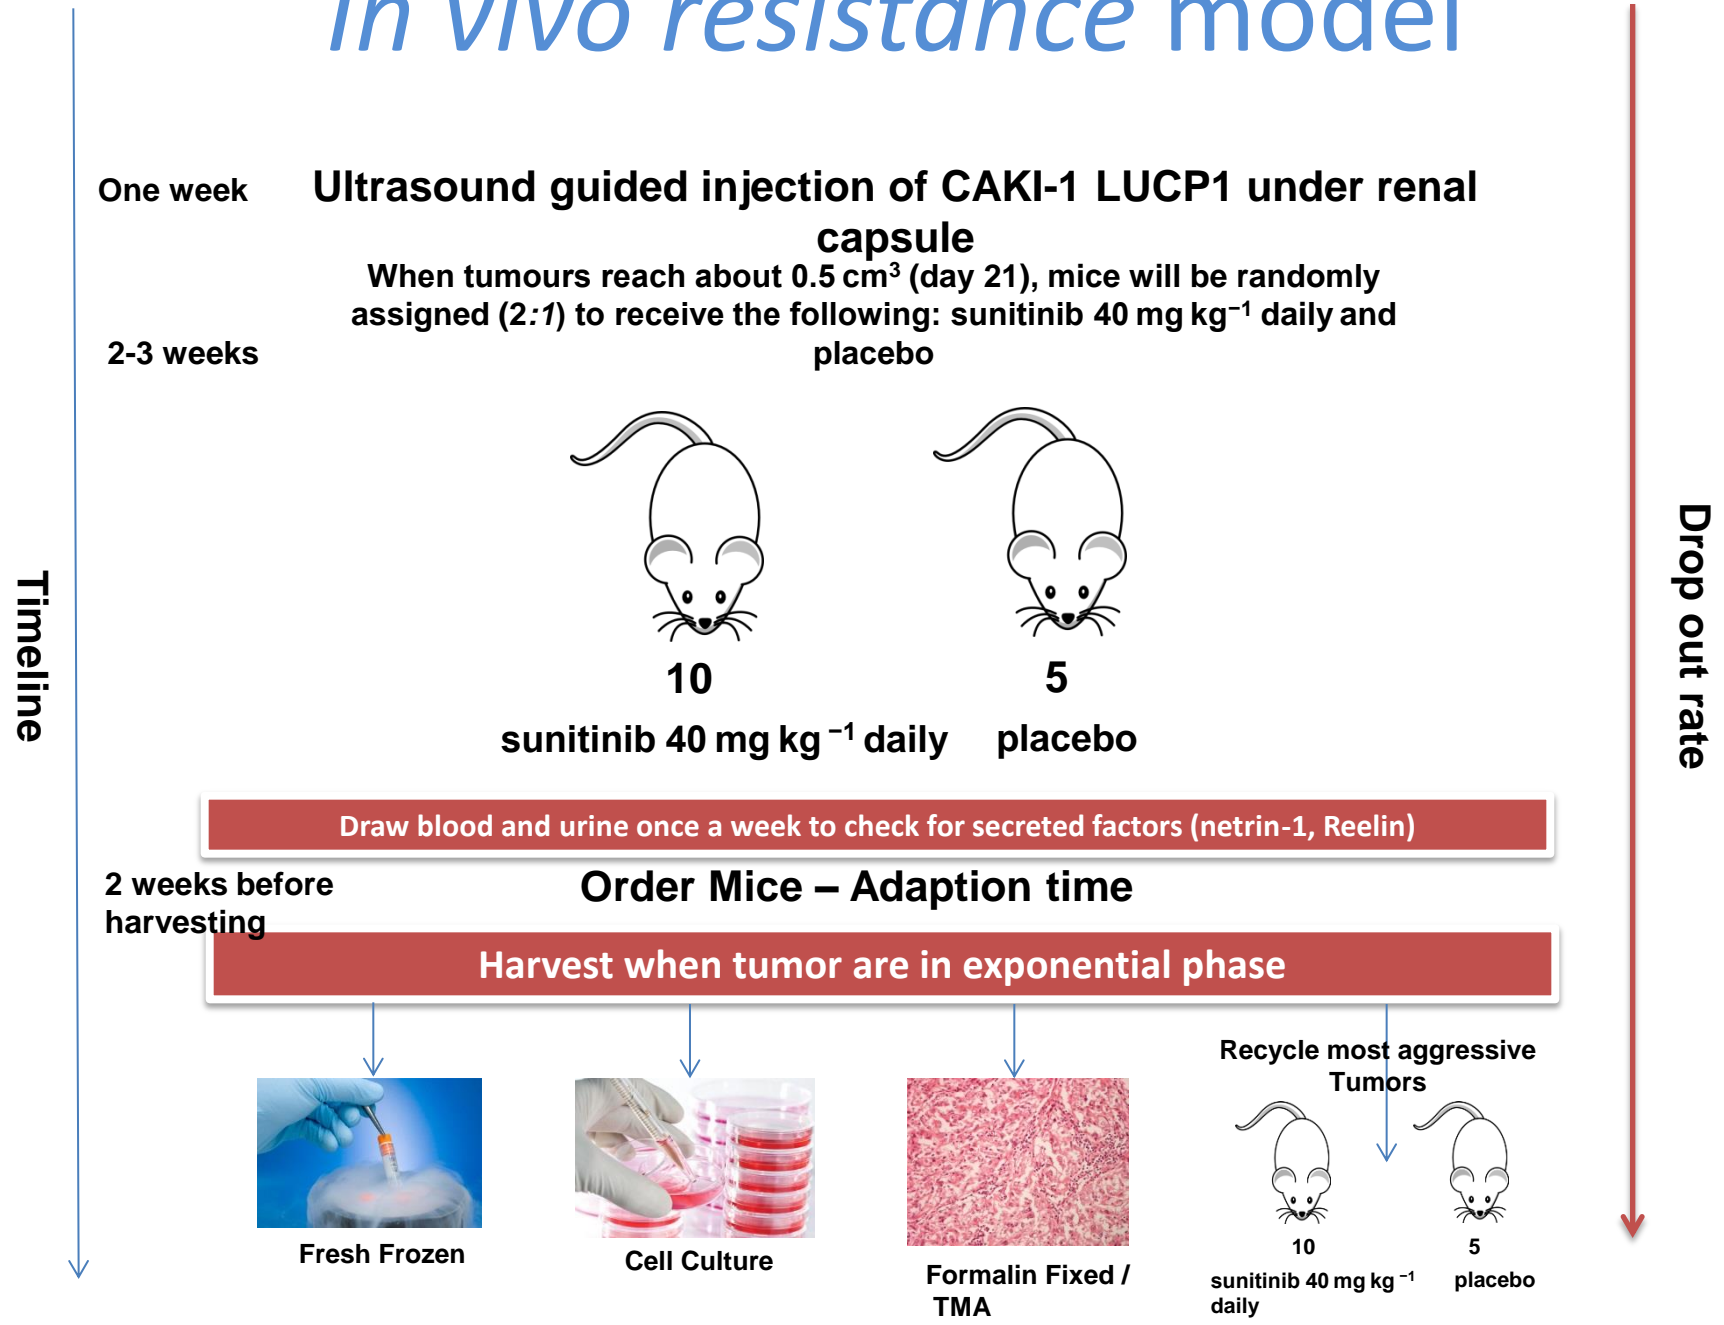 In vivo resistance model
One week
Ultrasound guided injection of CAKI-1 LUCP1 under renal
capsule
When tumours reach about 0.5 cm³ (day 21), mice will be randomly
assigned (2:1) to receive the following: sunitinib 40 mg kg⁻¹ daily and
placebo
2-3 weeks
Timeline
Drop out rate
10
5
sunitinib 40 mg kg⁻¹ daily
placebo
Draw blood and urine once a week to check for secreted factors (netrin-1, Reelin)
2 weeks before
harvesting
Order Mice – Adaption time
Harvest when tumor are in exponential phase
Recycle most aggressive
Tumors
Fresh Frozen
Cell Culture
Formalin Fixed /
TMA
10
5
sunitinib 40 mg kg⁻¹
daily
placebo